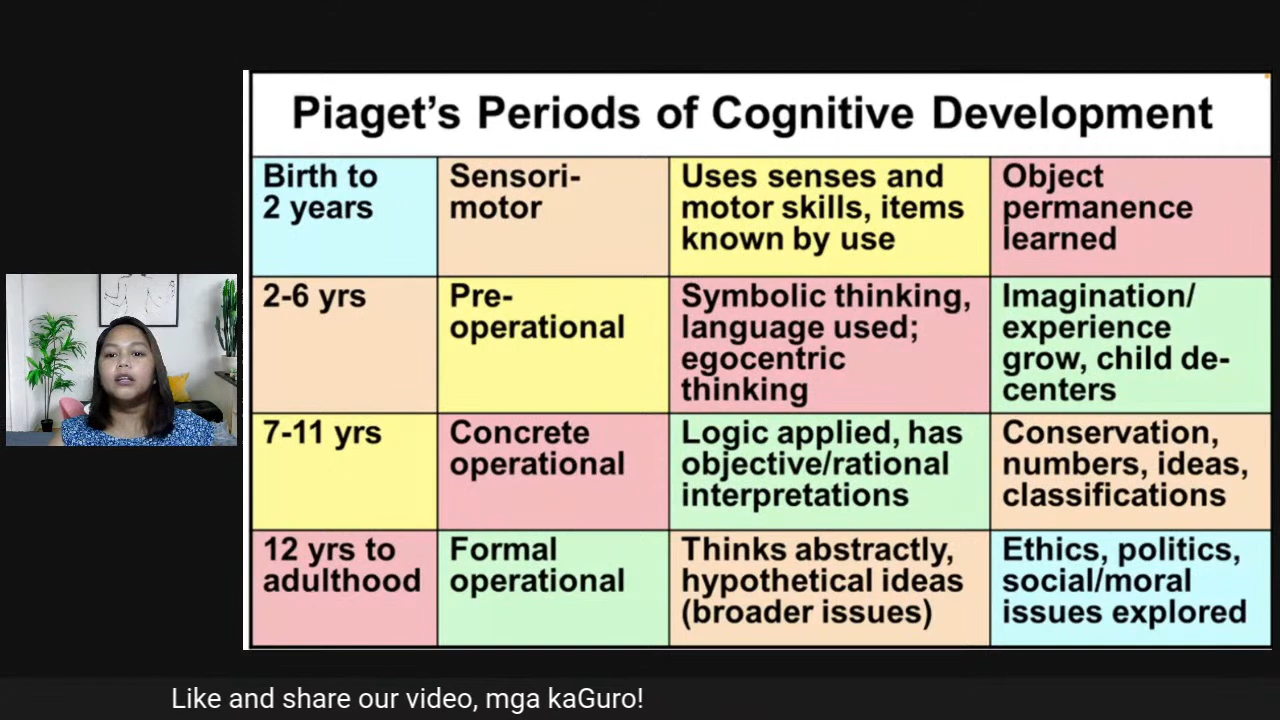 Piaget's Periods of Cognitive Development
Birth to
2 years
Sensori-
motor
Uses senses and
motor skills, items
known by use
Object
permanence
learned
2-6 yrs
Pre-
operational
Symbolic thinking,
language used;
egocentric
thinking
Imagination/
experience
grow, child de-
centers
7-11 yrs
Concrete
operational
Logic applied, has
objective/rational
interpretations
Conservation,
numbers, ideas,
classifications
12 yrs to
adulthood
Formal
operational
Thinks abstractly,
hypothetical ideas
(broader issues)
Ethics, politics,
social/moral
issues explored
Like and share our video, mga kaGuro!